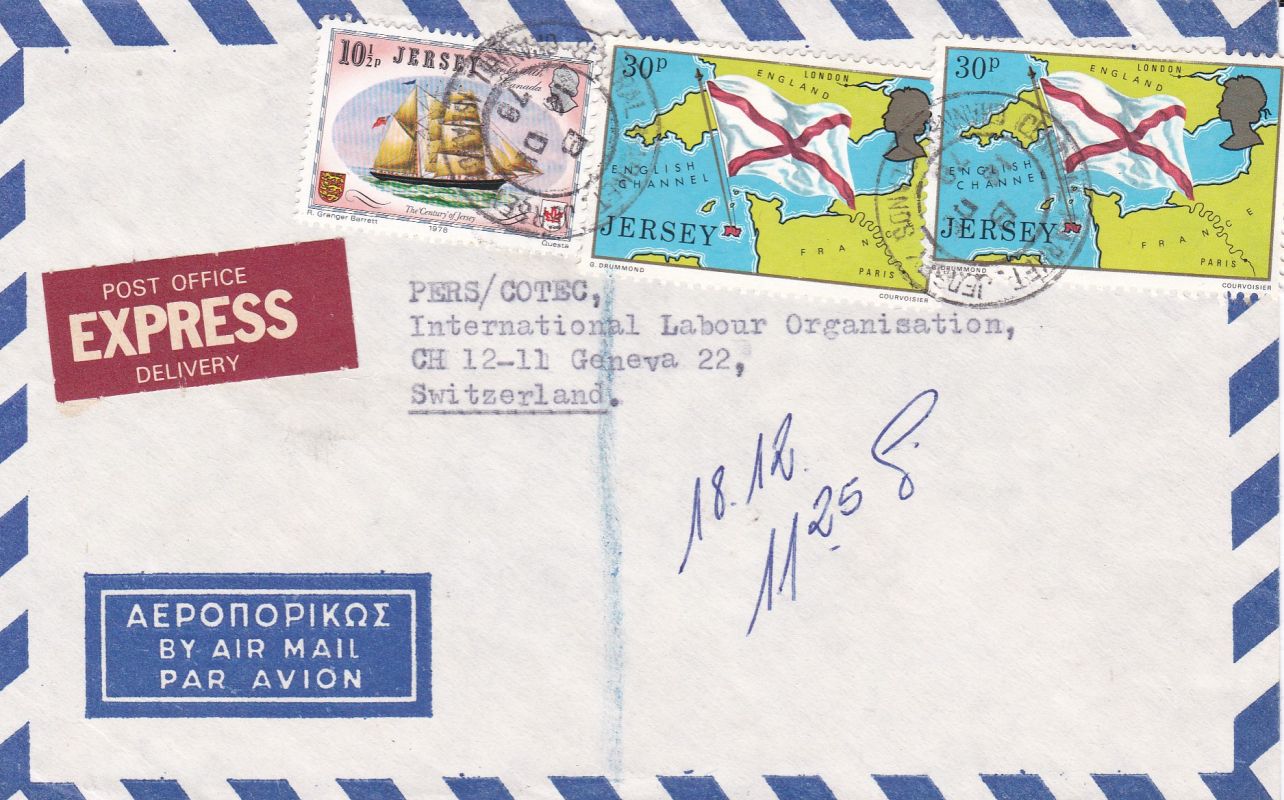 10½p JERSEY
Links with
Canada
The Century of Jersey
R. Granger Barrett 1978 Questa
30p
LONDON
ENGLAND
ENGLISH
CHANNEL
JERSEY
FRANCE
PARIS
G. DRUMMOND COURVOISIER
30p
LONDON
ENGLAND
ENGLISH
CHANNEL
JERSEY
FRANCE
PARIS
G. DRUMMOND COURVOISIER
POST OFFICE
EXPRESS
DELIVERY
PERS/COTEC,
International Labour Organisation,
CH 12-11 Geneva 22,
Switzerland.
18.12.
11 25
ΑΕΡΟΠΟΡΙΚΩΣ
BY AIR MAIL
PAR AVION